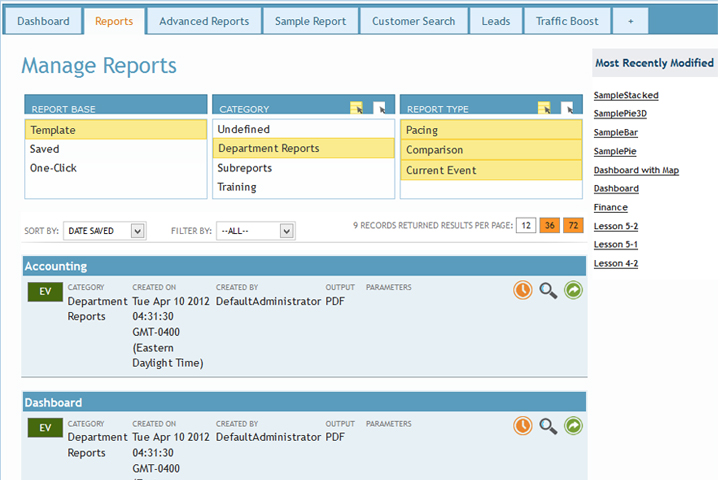 Dashboard Reports Advanced Reports Sample Report Customer Search Leads Traffic Boost +
Manage Reports
REPORT BASE
Template
Saved
One-Click
CATEGORY
Undefined
Department Reports
Subreports
Training
REPORT TYPE
Pacing
Comparison
Current Event
SORT BY: DATE SAVED FILTER BY: --ALL-- 9 RECORDS RETURNED RESULTS PER PAGE: 12 36 72
Accounting
EV
CATEGORY
Department
Reports
CREATED ON
Tue Apr 10 2012
04:31:30
GMT-0400
(Eastern
Daylight Time)
CREATED BY
DefaultAdministrator
OUTPUT
PDF
PARAMETERS
Dashboard
EV
CATEGORY
Department
Reports
CREATED ON
Tue Apr 10 2012
04:31:30
GMT-0400
CREATED BY
DefaultAdministrator
OUTPUT
PDF
PARAMETERS
Most Recently Modified
SampleStacked
SamplePie3D
SampleBar
SamplePie
Dashboard with Map
Dashboard
Finance
Lesson 5-2
Lesson 5-1
Lesson 4-2